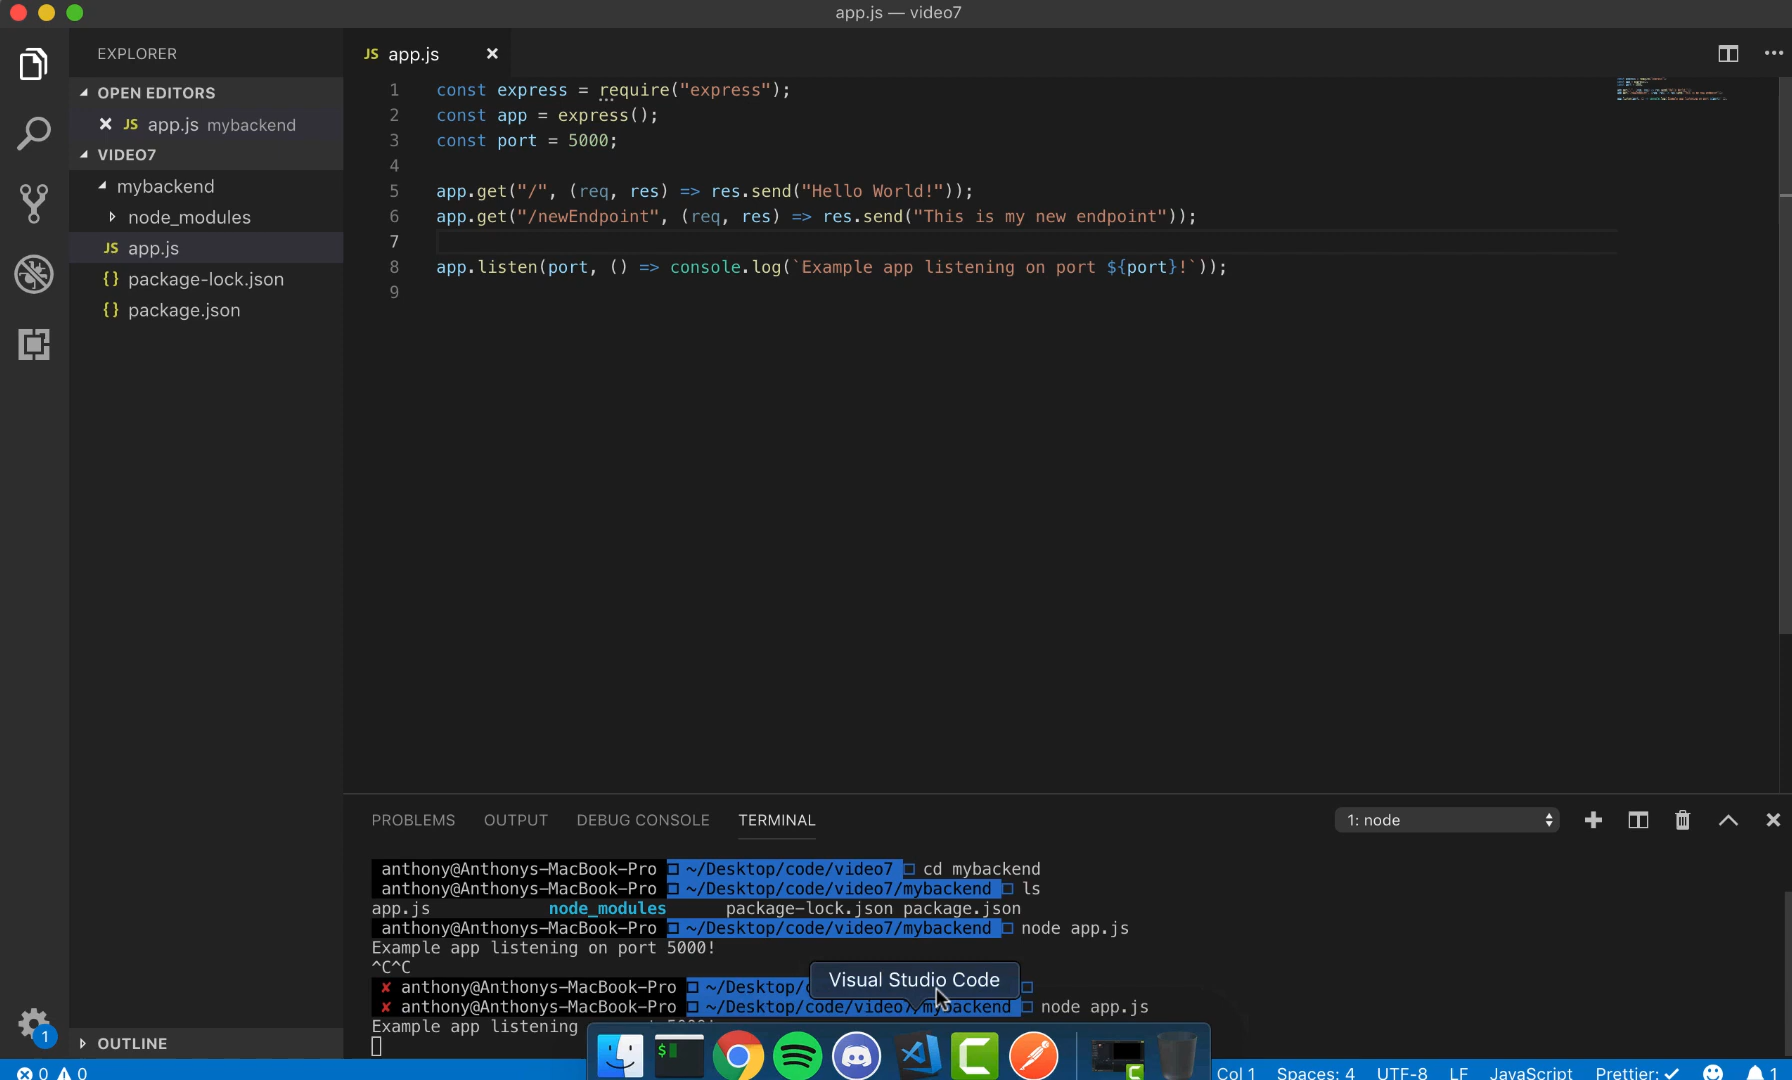 app.js — video7
EXPLORER
OPEN EDITORS
JS app.js mybackend
VIDEO7
mybackend
node_modules
JS app.js
{} package-lock.json
{} package.json
OUTLINE
1
JS app.js
1 const express = require("express");
2 const app = express();
3 const port = 5000;
4
5 app.get("/", (req, res) => res.send("Hello World!"));
6 app.get("/newEndpoint", (req, res) => res.send("This is my new endpoint"));
7
8 app.listen(port, () => console.log(`Example app listening on port ${port}!`));
9
PROBLEMS OUTPUT DEBUG CONSOLE TERMINAL 1: node
anthony@Anthonys-MacBook-Pro ~/Desktop/code/video7 cd mybackend
anthony@Anthonys-MacBook-Pro ~/Desktop/code/video7/mybackend ls
app.js node_modules package-lock.json package.json
anthony@Anthonys-MacBook-Pro ~/Desktop/code/video7/mybackend node app.js
Example app listening on port 5000!
^C^C
✘ anthony@Anthonys-MacBook-Pro ~/Desktop/
Visual Studio Code
✘ anthony@Anthonys-MacBook-Pro ~/Desktop/code/video7/mybackend node app.js
Example app listening
0 0 Col 1 Spaces: 4 UTF-8 LF JavaScript Prettier: ✓ 1